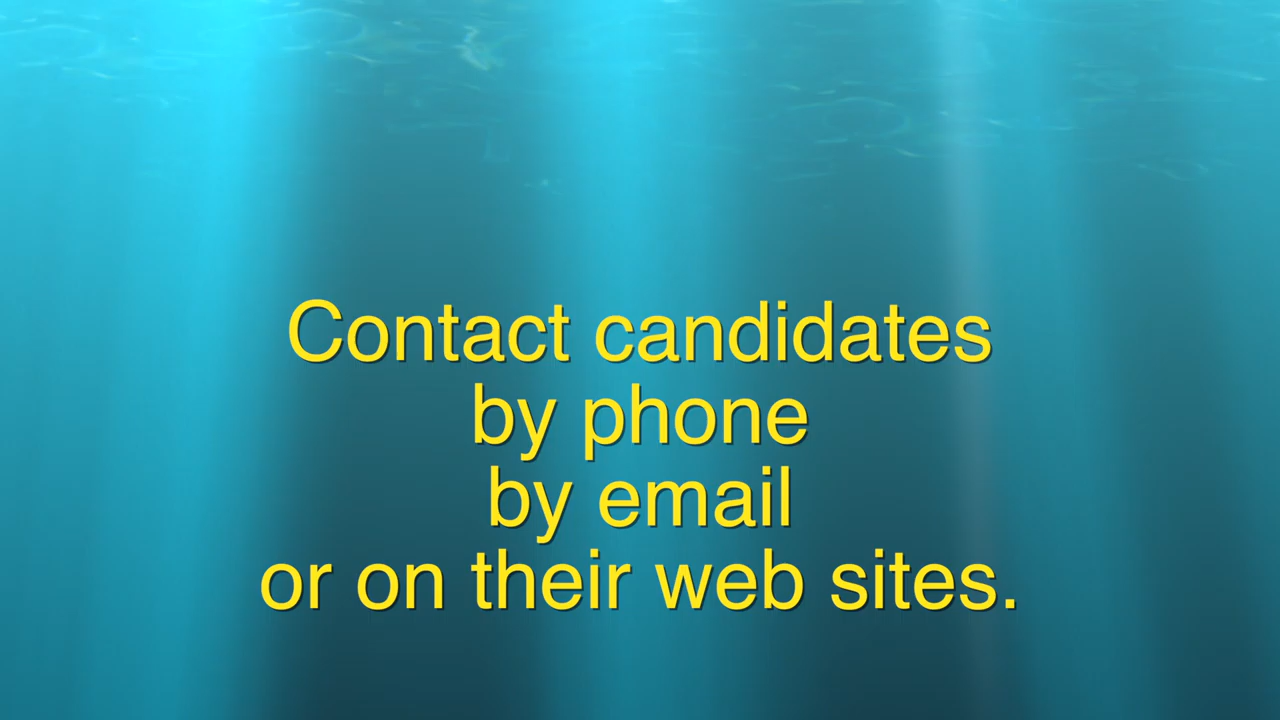 Contact candidates
by phone
by email
or on their web sites.